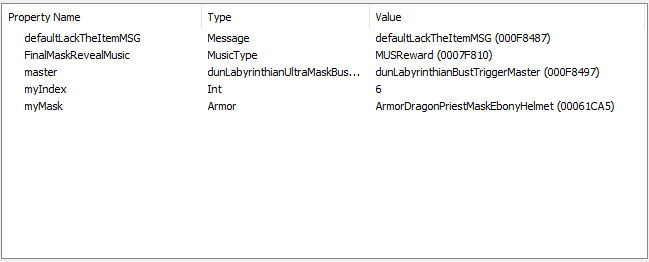 Property Name Type Value
defaultLackTheItemMSG Message defaultLackTheItemMSG (000F8487)
FinalMaskRevealMusic MusicType MUSReward (0007F810)
master dunLabyrinthianUltraMaskBus... dunLabyrinthianBustTriggerMaster (000F8497)
myIndex Int 6
myMask Armor ArmorDragonPriestMaskEbonyHelmet (00061CA5)